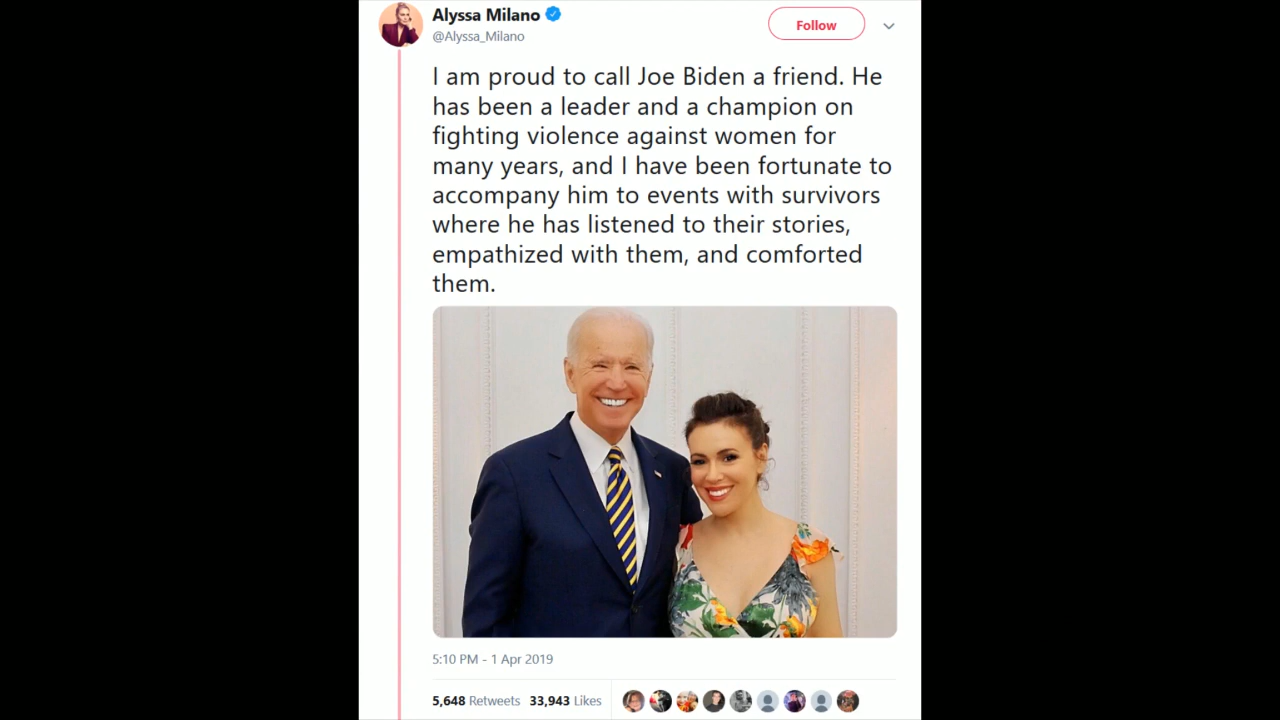 Alyssa Milano
@Alyssa_Milano
Follow
I am proud to call Joe Biden a friend. He
has been a leader and a champion on
fighting violence against women for
many years, and I have been fortunate to
accompany him to events with survivors
where he has listened to their stories,
empathized with them, and comforted
them.
5:10 PM - 1 Apr 2019
5,648 Retweets 33,943 Likes